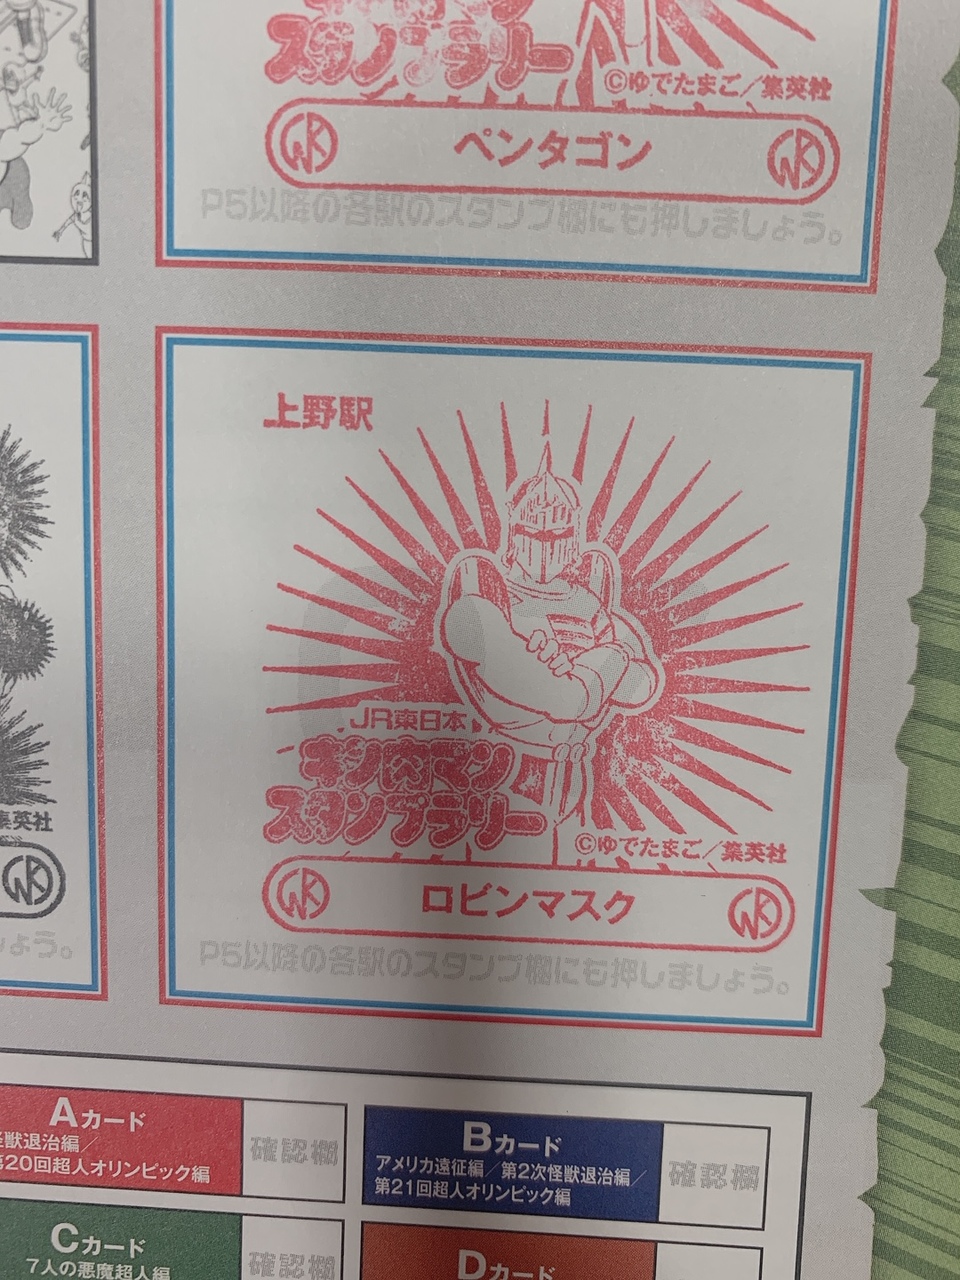 スタンプラリー
©ゆでたまご／集英社
ペンタゴン
P5以降の各駅のスタンプ欄にも押しましょう。
上野駅
JR東日本
キン肉マン
スタンプラリー
©ゆでたまご／集英社
ロビンマスク
P5以降の各駅のスタンプ欄にも押しましょう。
集英社
しょう。
Aカード
怪獣退治編／
第20回超人オリンピック編
確認欄
Bカード
アメリカ遠征編／第2次怪獣退治編／
第21回超人オリンピック編
確認欄
Cカード
7人の悪魔超人編
確認欄
Dカード